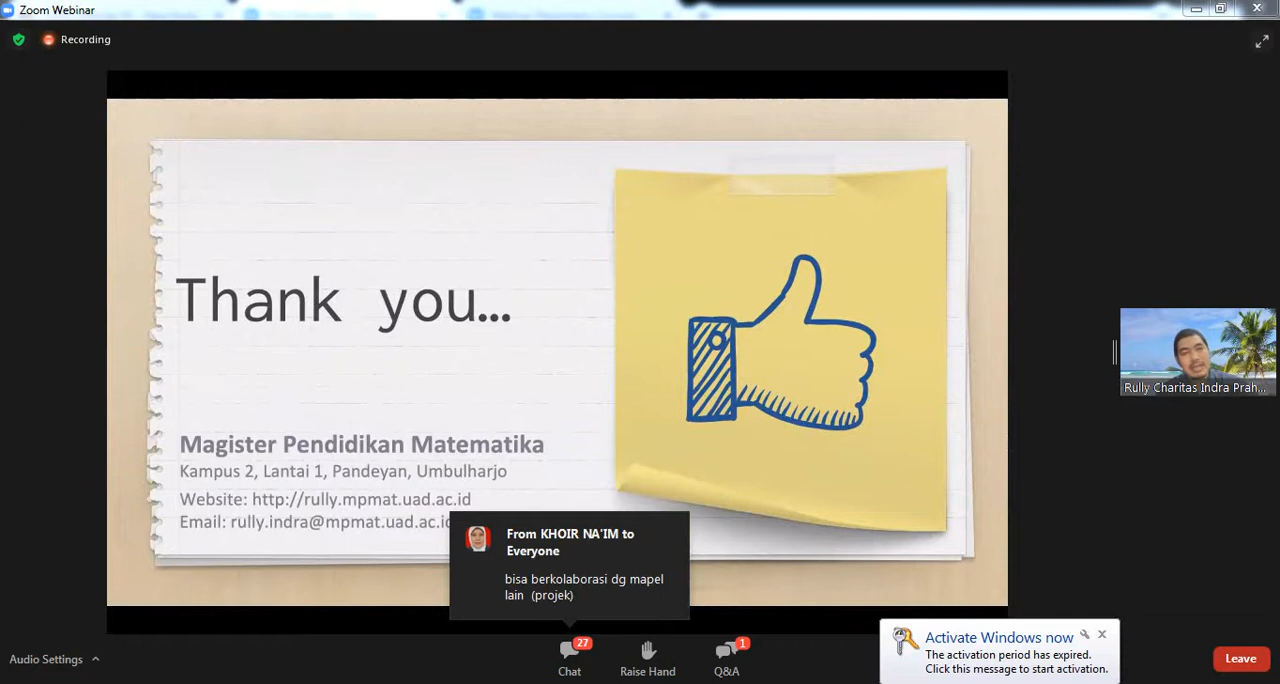 Zoom Webinar
Recording
Thank you...
Magister Pendidikan Matematika
Kampus 2, Lantai 1, Pandeyan, Umbulharjo
Website: http://rully.mpmat.uad.ac.id
Email: rully.indra@mpmat.uad.ac.id
From KHOIR NA'IM to
Everyone
bisa berkolaborasi dg mapel
lain (projek)
Rully Charitas Indra Prah...
Audio Settings
27
Chat
Raise Hand
1
Q&A
Activate Windows now
The activation period has expired.
Click this message to start activation.
Leave